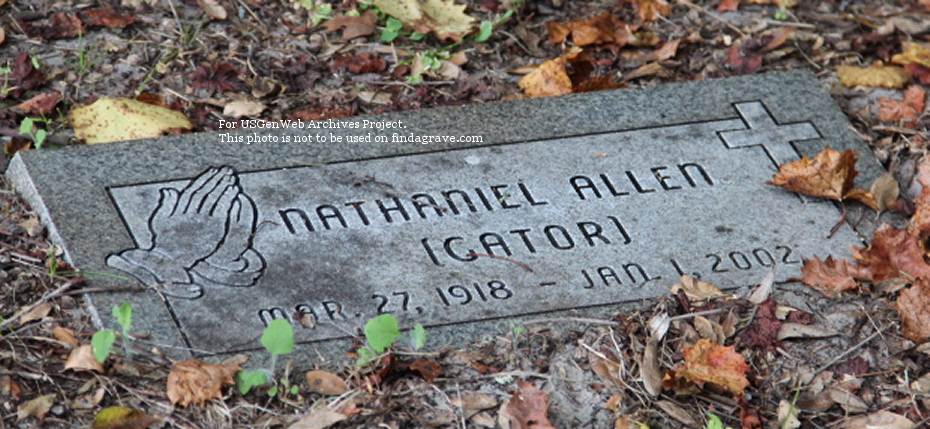 For USGenWeb Archives Project.
This photo is not to be used on findagrave.com
NATHANIEL ALLEN
(GATOR)
MAR. 27, 1918 - JAN. 1, 2002